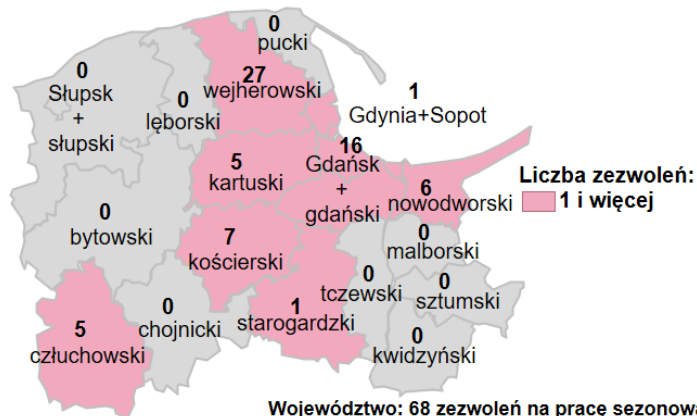 0
pucki
0
Słupsk
+
słupski
0
lęborski
27
wejherowski
1
Gdynia+Sopot
5
kartuski
16
Gdańsk
+
gdański
6
nowodworski
Liczba zezwoleń:
1 i więcej
0
bytowski
7
kościerski
0
malborski
0
tczewski
0
sztumski
5
człuchowski
0
chojnicki
1
starogardzki
0
kwidzyński
Województwo: 68 zezwoleń na pracę sezonową